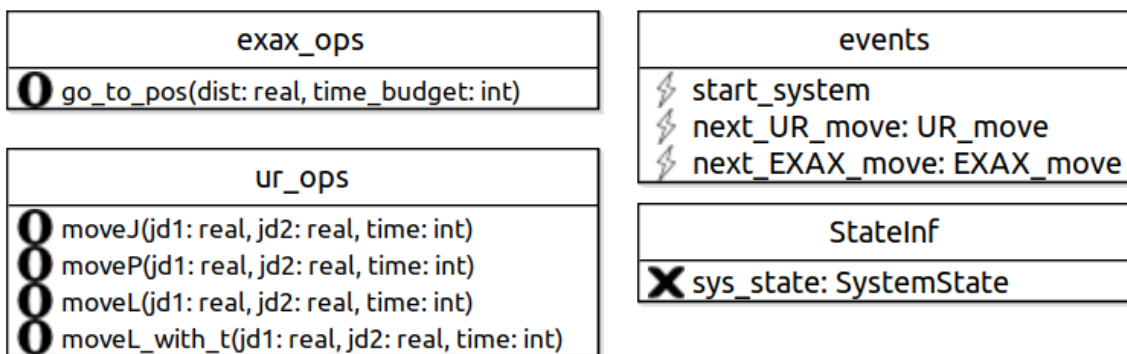 exax_ops
O go_to_pos(dist: real, time_budget: int)
ur_ops
O moveJ(jd1: real, jd2: real, time: int)
O moveP(jd1: real, jd2: real, time: int)
O moveL(jd1: real, jd2: real, time: int)
O moveL_with_t(jd1: real, jd2: real, time: int)
events
start_system
next_UR_move: UR_move
next_EXAX_move: EXAX_move
StateInf
X sys_state: SystemState